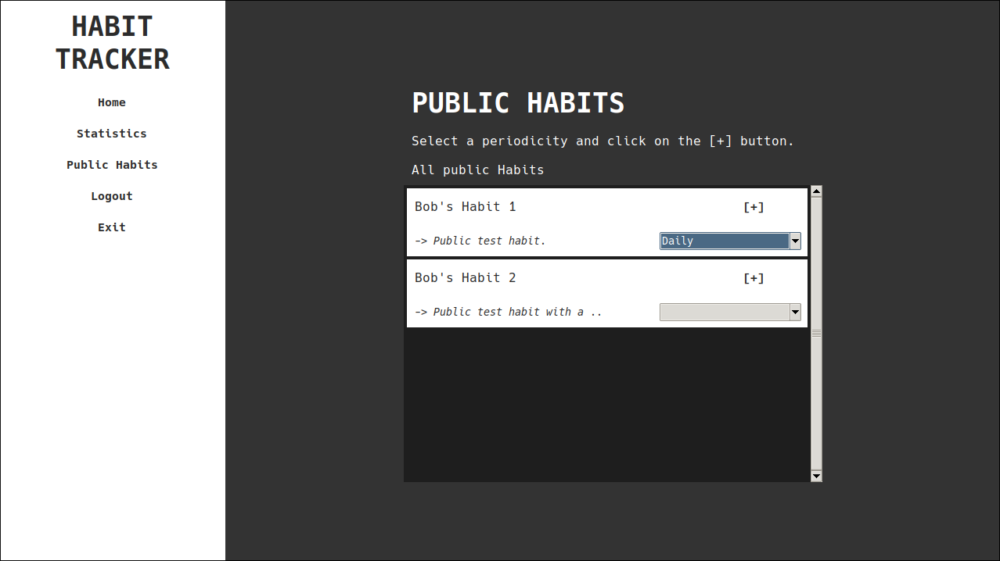 HABIT
TRACKER
Home
Statistics
Public Habits
Logout
Exit
PUBLIC HABITS
Select a periodicity and click on the [+] button.
All public Habits
Bob's Habit 1 [+]
-> Public test habit. Daily
Bob's Habit 2 [+]
-> Public test habit with a ..